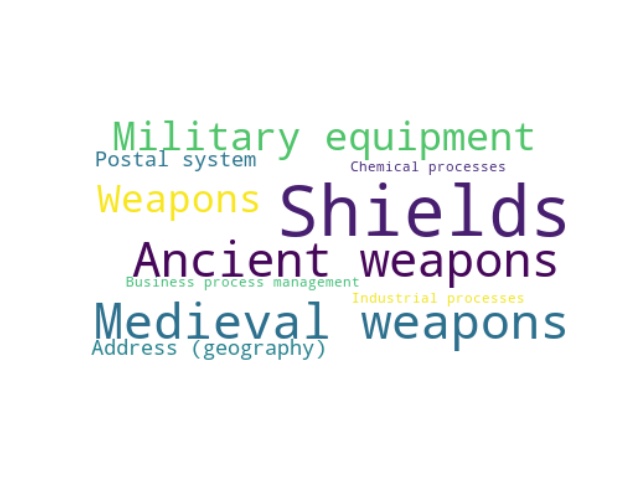 Military equipment
Postal system
Chemical processes
Weapons
Shields
Ancient weapons
Business process management
Industrial processes
Medieval weapons
Address (geography)